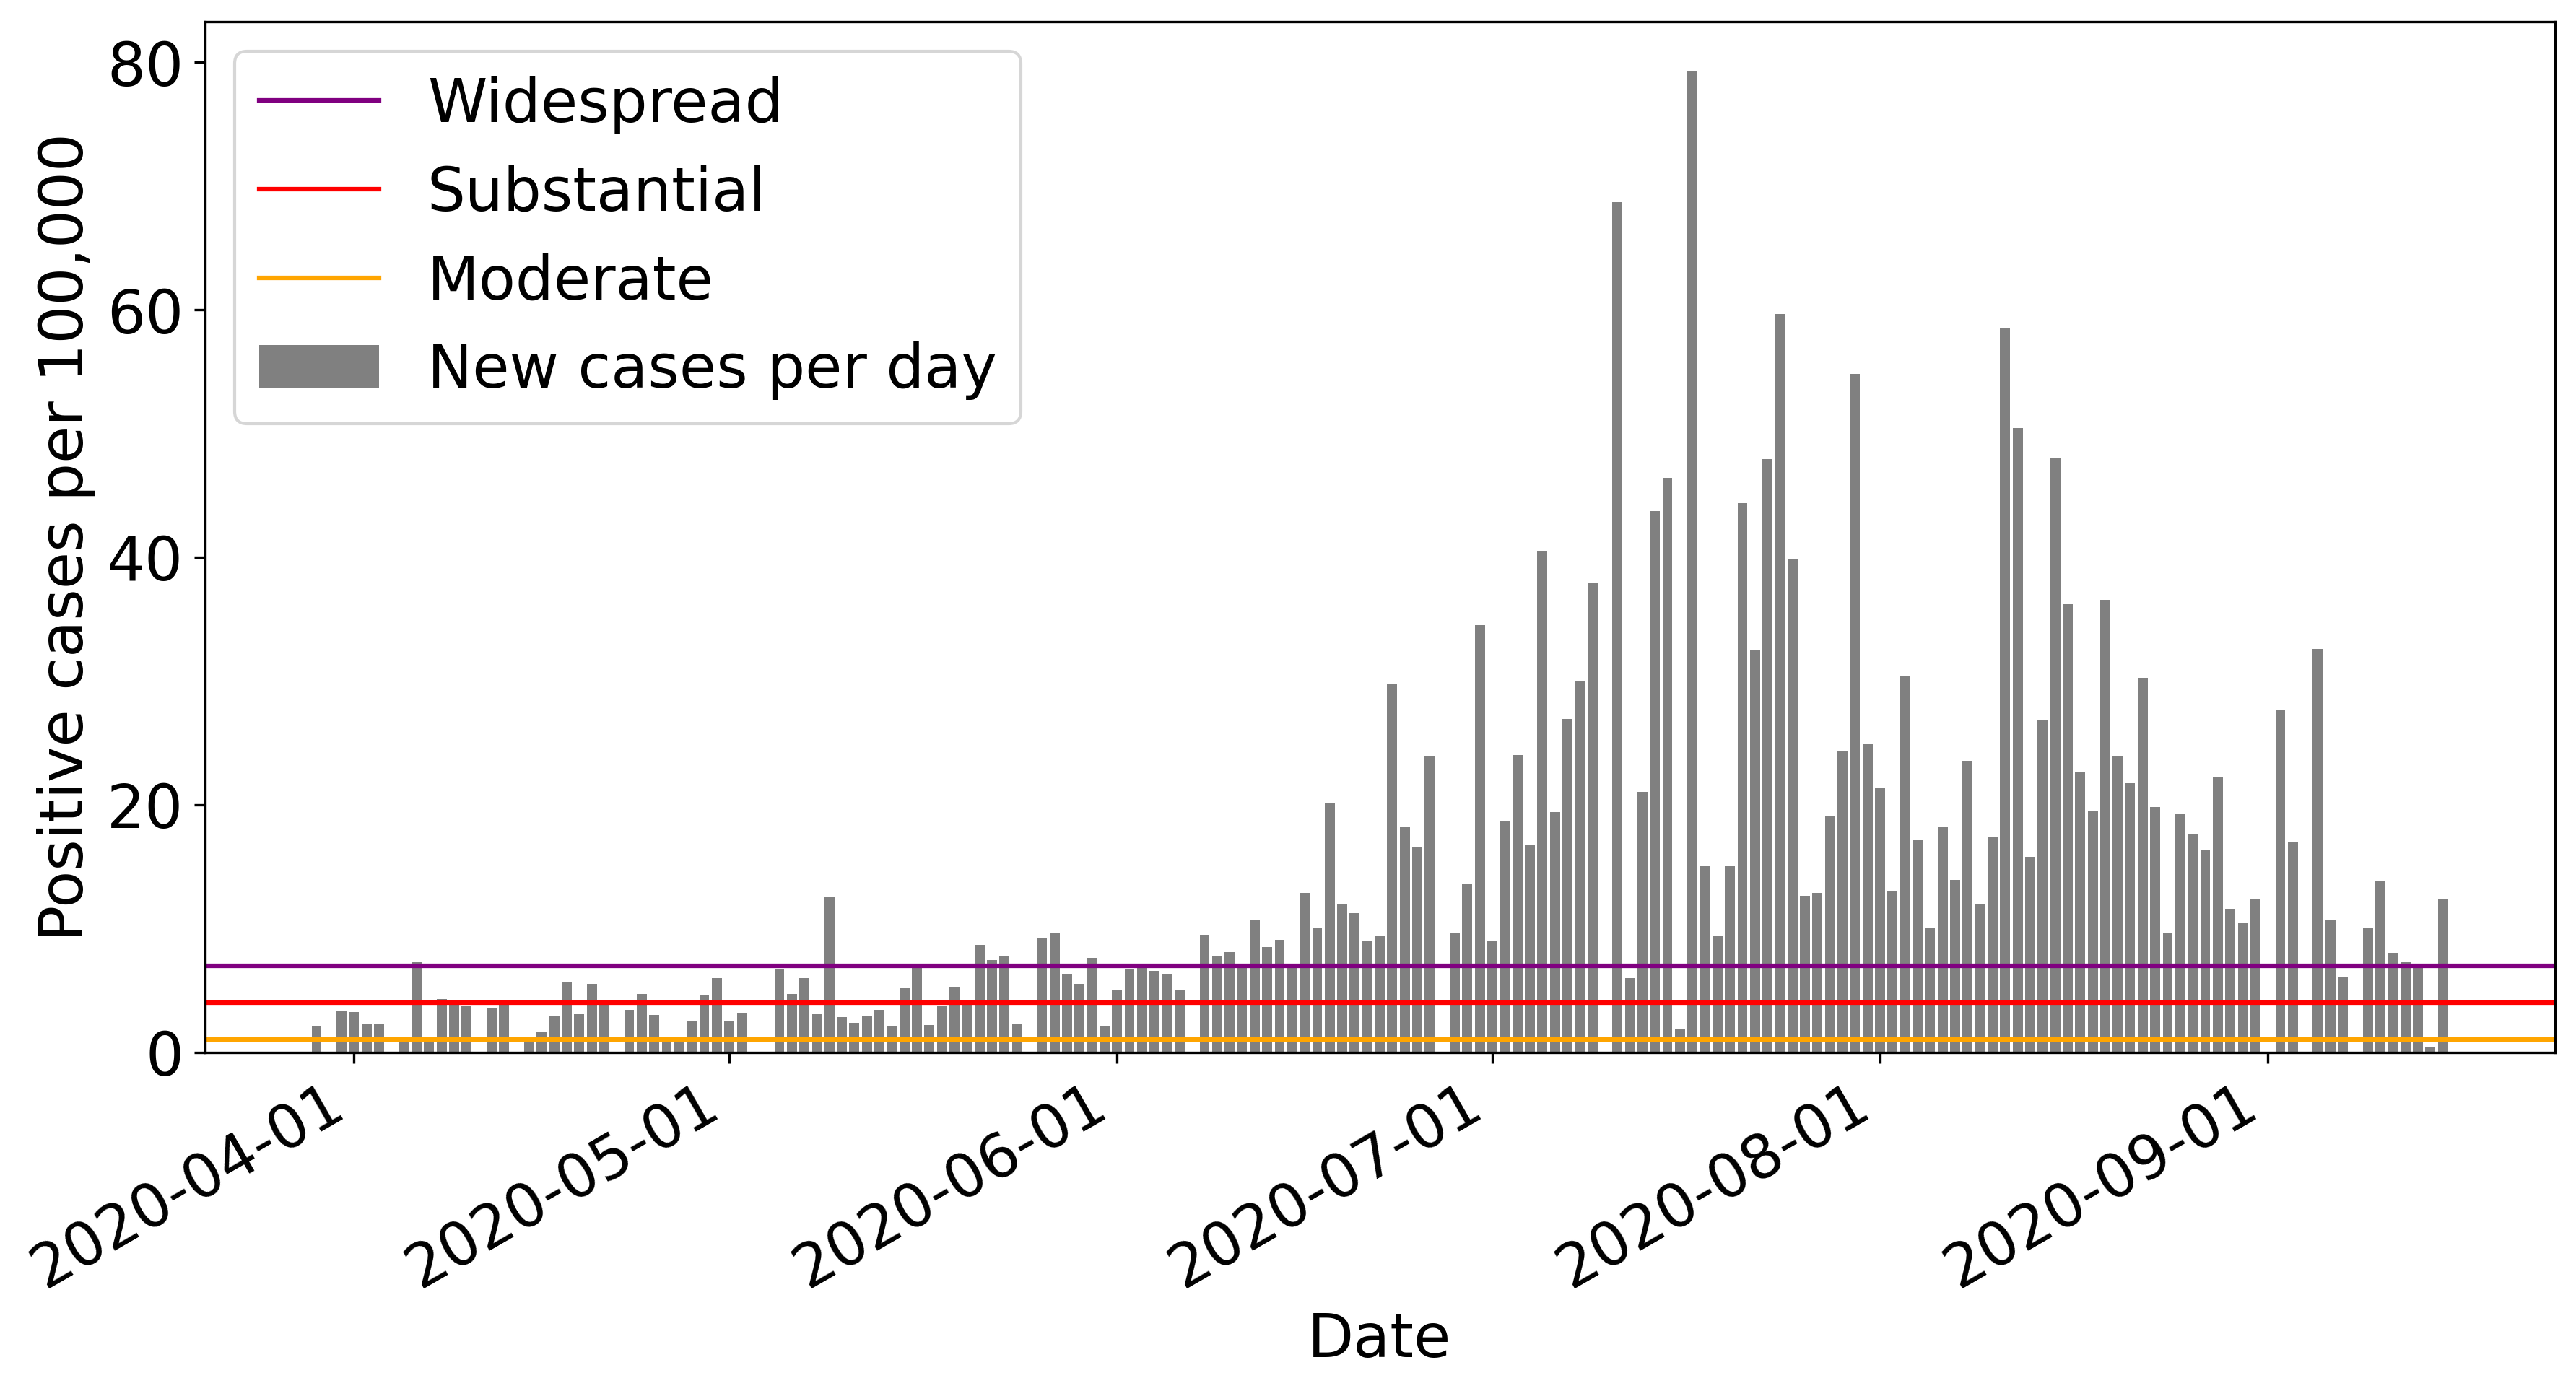 Positive cases per 100,000
80
60
40
20
0
Widespread
Substantial
Moderate
New cases per day
2020-04-01
2020-05-01
2020-06-01
2020-07-01
2020-08-01
2020-09-01
Date